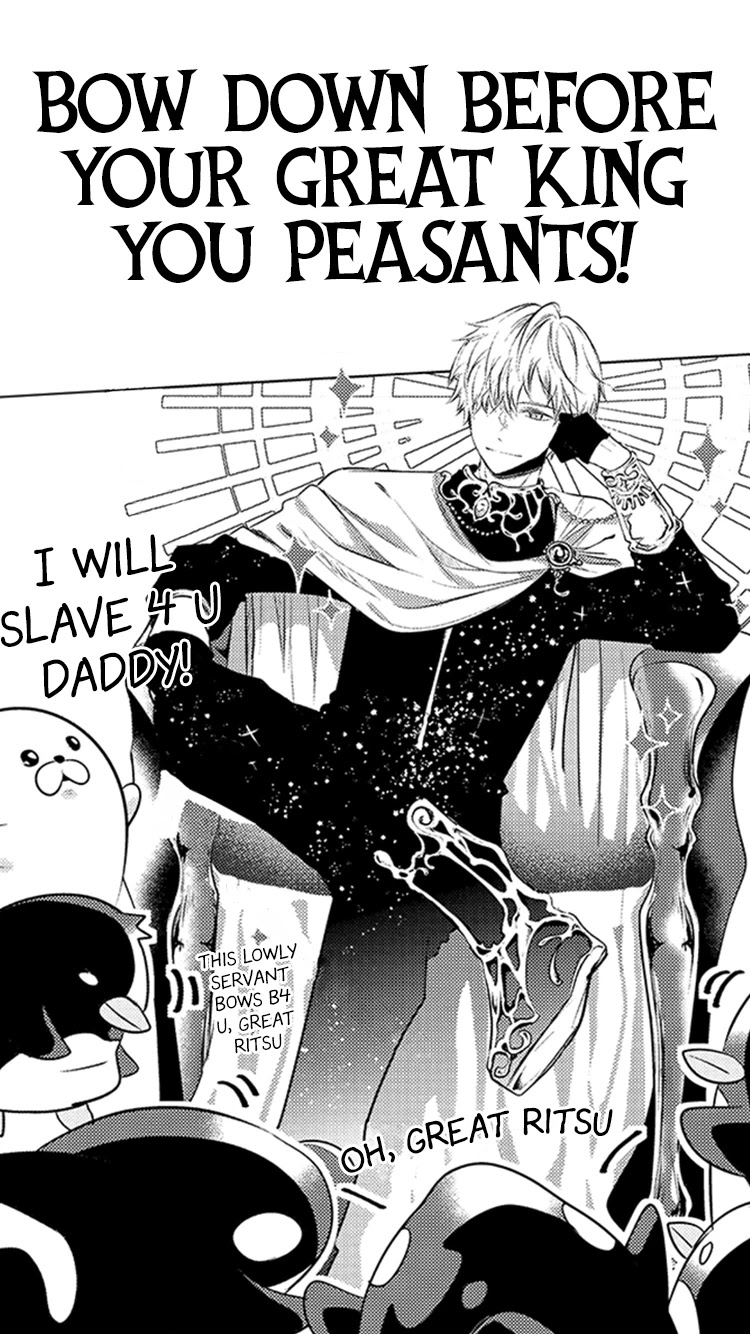 BOW DOWN BEFORE
YOUR GREAT KING
YOU PEASANTS!
I WILL
SLAVE 4 U
DADDY!
THIS LOWLY
SERVANT
BOWS B4
U, GREAT
RITSU
OH, GREAT RITSU